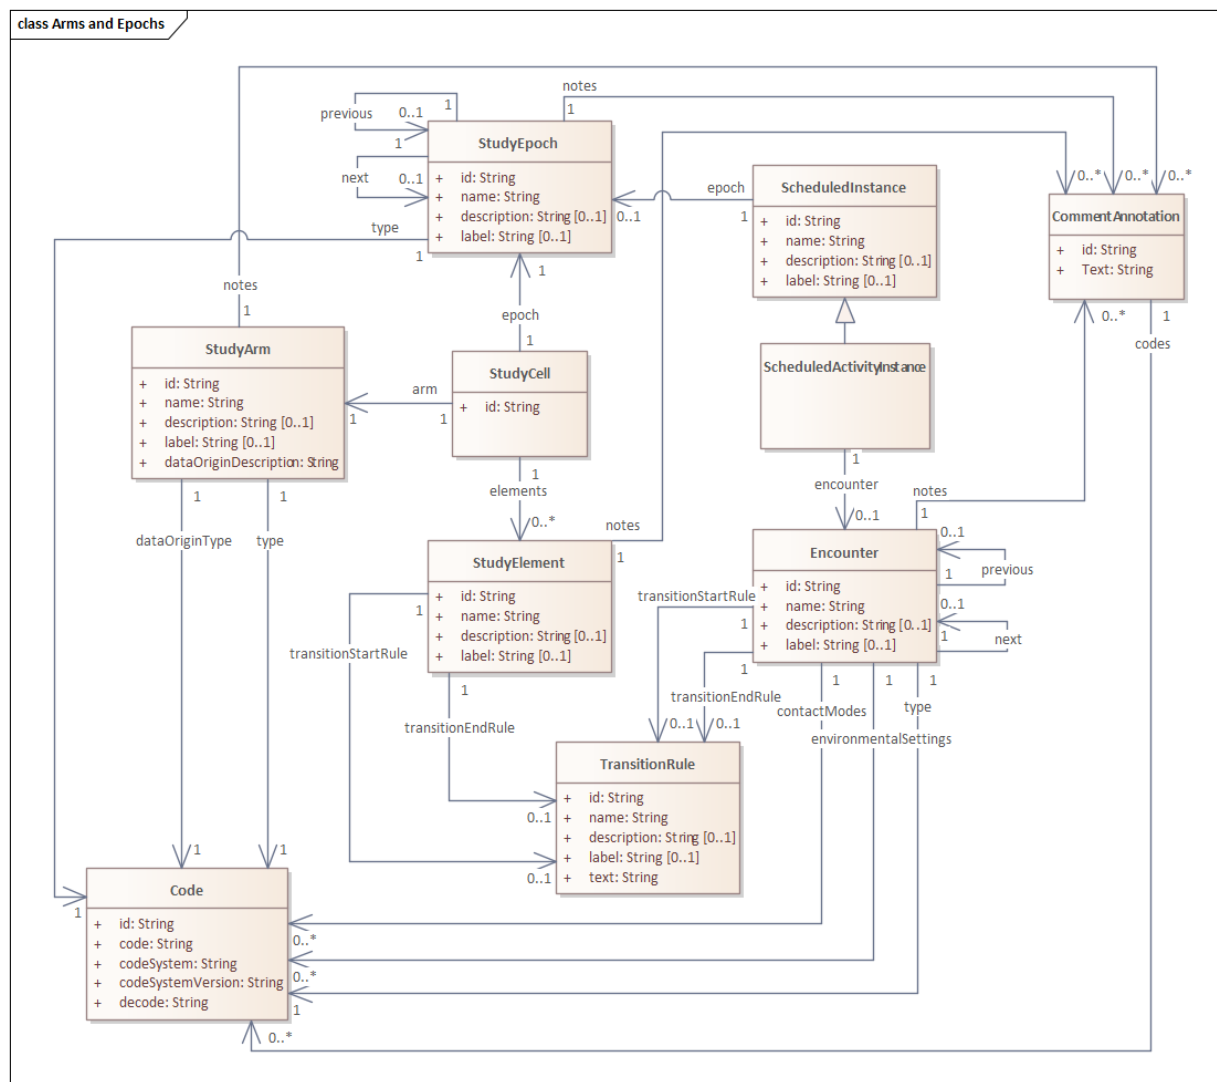 class Arms and Epochs
notes
1
previous
1
0..1
1
StudyEpoch
+ id: String
+ name: String
+ description: String [0..1]
+ label: String [0..1]
next
0..1
type
1
epoch
0..1
1
ScheduledInstance
+ id: String
+ name: String
+ description: String [0..1]
+ label: String [0..1]
0..*
0..*
0..*
CommentAnnotation
+ id: String
+ Text: String
0..*
1
codes
notes
1
1
epoch
1
StudyArm
+ id: String
+ name: String
+ description: String [0..1]
+ label: String [0..1]
+ dataOriginDescription: String
arm
1
1
StudyCell
+ id: String
ScheduledActivityInstance
1
encounter
0..1
1
elements
0..*
1
1
dataOriginType
type
notes
1
notes
1
StudyElement
+ id: String
+ name: String
+ description: String [0..1]
+ label: String [0..1]
Encounter
+ id: String
+ name: String
+ description: String [0..1]
+ label: String [0..1]
0..1
previous
1
0..1
1
next
transitionStartRule
1
1
transitionStartRule
1
transitionEndRule
1
transitionEndRule
1
contactModes
1
environmentalSettings
1
type
0..1
0..1
TransitionRule
+ id: String
+ name: String
+ description: String [0..1]
+ label: String [0..1]
+ text: String
0..1
0..1
1
1
1
Code
+ id: String
+ code: String
+ codeSystem: String
+ codeSystemVersion: String
+ decode: String
0..*
0..*
1
0..*